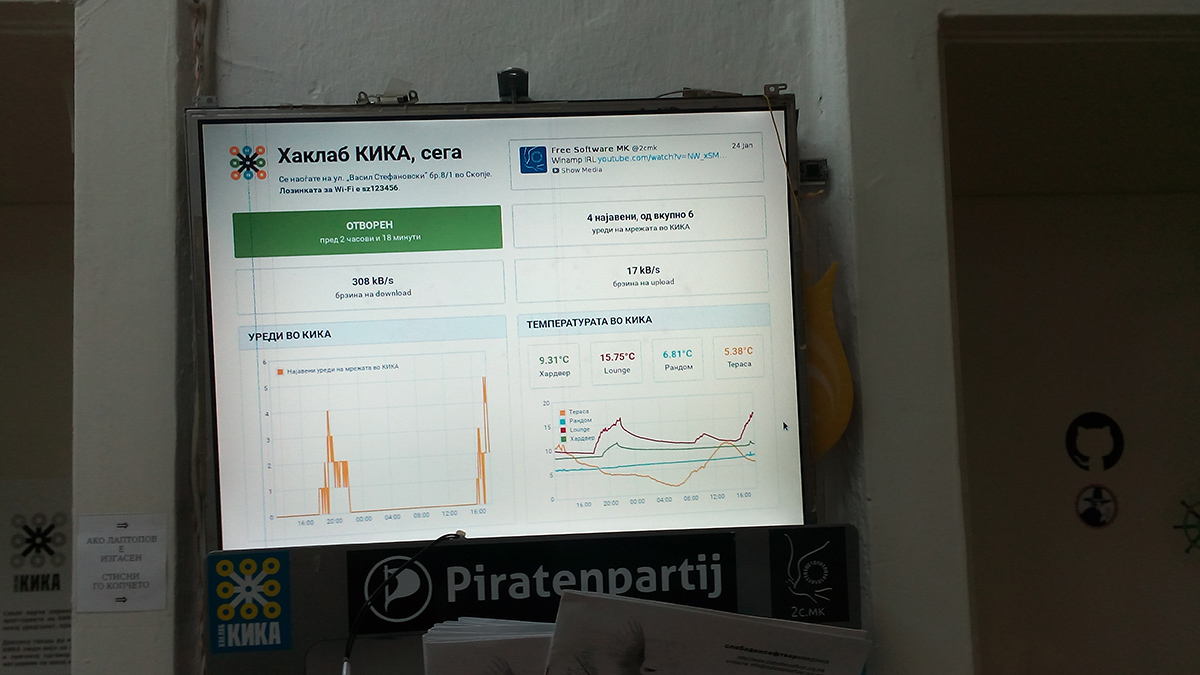 Хаклаб КИКА, сега
Се наоѓате на ул. „Васил Стефановски“ бр.8/1 во Скопје.
Лозинката за Wi-Fi е sz123456.
Free Software MK @2cmk
24 Jan
Winamp IRL youtube.com/watch?v=NW_xSM...
Show Media
ОТВОРЕН
пред 2 часови и 18 минути
4 најавени, од вкупно 6
уреди на мрежата во КИКА
308 kB/s
брзина на download
17 kB/s
брзина на upload
УРЕДИ ВО КИКА
Најавени уреди на мрежата во КИКА
6
5
4
3
2
1
0
16:00 20:00 00:00 04:00 08:00 12:00 16:00
ТЕМПЕРАТУРАТА ВО КИКА
9.31°C 15.75°C 6.81°C 5.38°C
Хардвер Lounge Рандом Тераса
20
15
10
5
0
Тераса
Рандом
Lounge
Хардвер
16:00 20:00 00:00 04:00 08:00 12:00 16:00
ХАКЛАБ
КИКА
⇒
АКО ЛАПТОПОВ
Е
ИЗГАСЕН
СТИСНИ
ГО КОПЧЕТО
⇒
ХАКЛАБ
КИКА
Piratenpartij
2С.МК